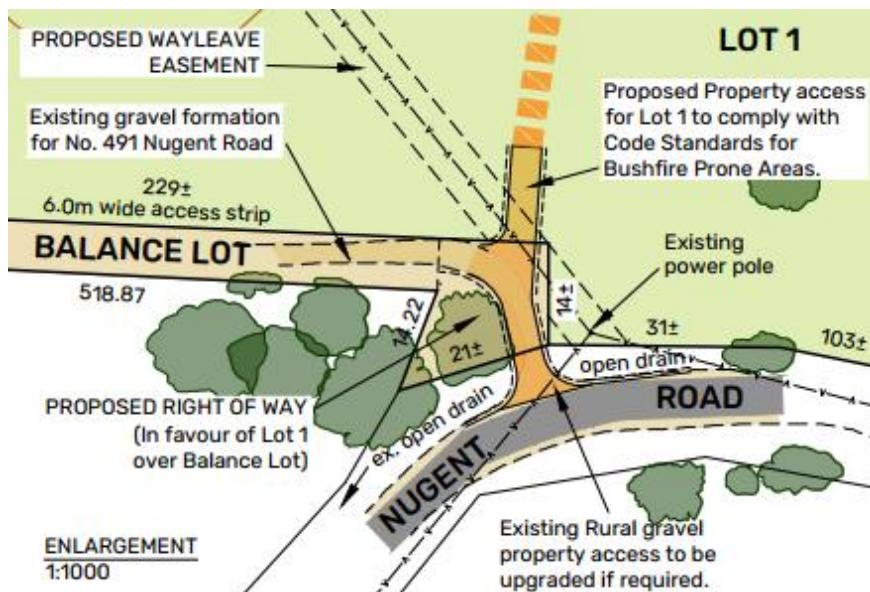 PROPOSED WAYLEAVE
EASEMENT
LOT 1
Existing gravel formation
for No. 491 Nugent Road
Proposed Property access
for Lot 1 to comply with
Code Standards for
Bushfire Prone Areas.
229±
6.0m wide access strip
BALANCE LOT
518.87
Existing
power pole
14±
31±
103±
14.22
21±
open drain
PROPOSED RIGHT OF WAY
(In favour of Lot 1
over Balance Lot)
ex. open drain
NUGENT
ROAD
Existing Rural gravel
property access to be
upgraded if required.
ENLARGEMENT
1:1000